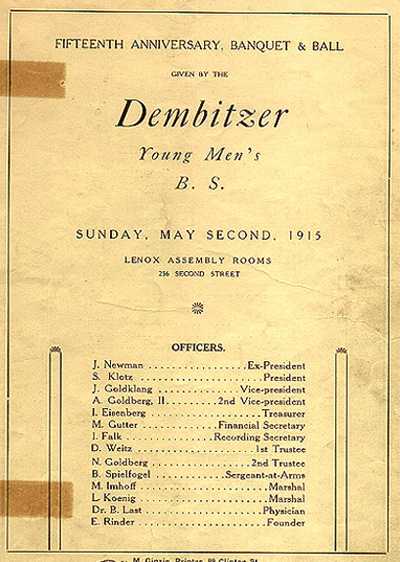 FIFTEENTH ANNIVERSARY, BANQUET & BALL
GIVEN BY THE
Dembitzer
Young Men's
B. S.
SUNDAY, MAY SECOND, 1915
LENOX ASSEMBLY ROOMS
256 SECOND STREET
OFFICERS.
J. Newman ..................Ex-President
S. Klotz ......................President
J. Goldklang ..............Vice-president
A. Goldberg, II........2nd Vice-president
I. Eisenberg ..................Treasurer
M. Gutter ...........Financial Secretary
I. Falk ............Recording Secretary
D. Weitz ....................1st Trustee
N. Goldberg ................2nd Trustee
B. Spielfogel ..........Sergeant-at-Arms
M. Imhoff ......................Marshal
L. Koenig .......................Marshal
Dr. B. Last ...................Physician
E. Rinder ......................Founder
M. Printer, Clinton